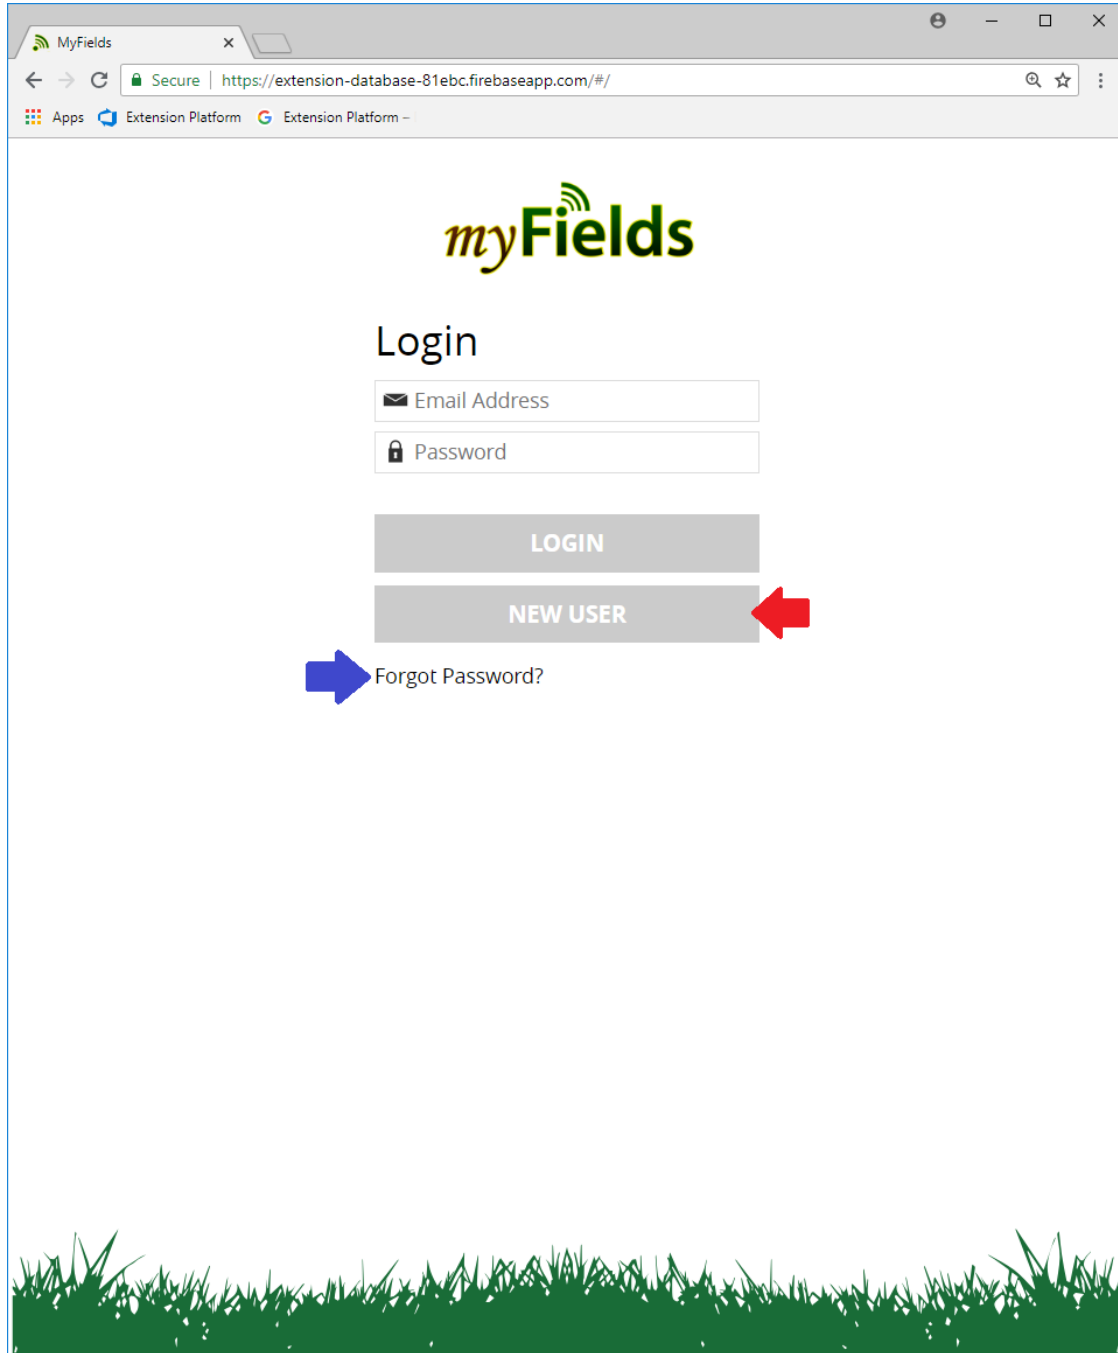 MyFields
Secure | https://extension-database-81ebc.firebaseapp.com/#/
Apps Extension Platform G Extension Platform –
myFields
Login
Email Address
Password
LOGIN
NEW USER
Forgot Password?